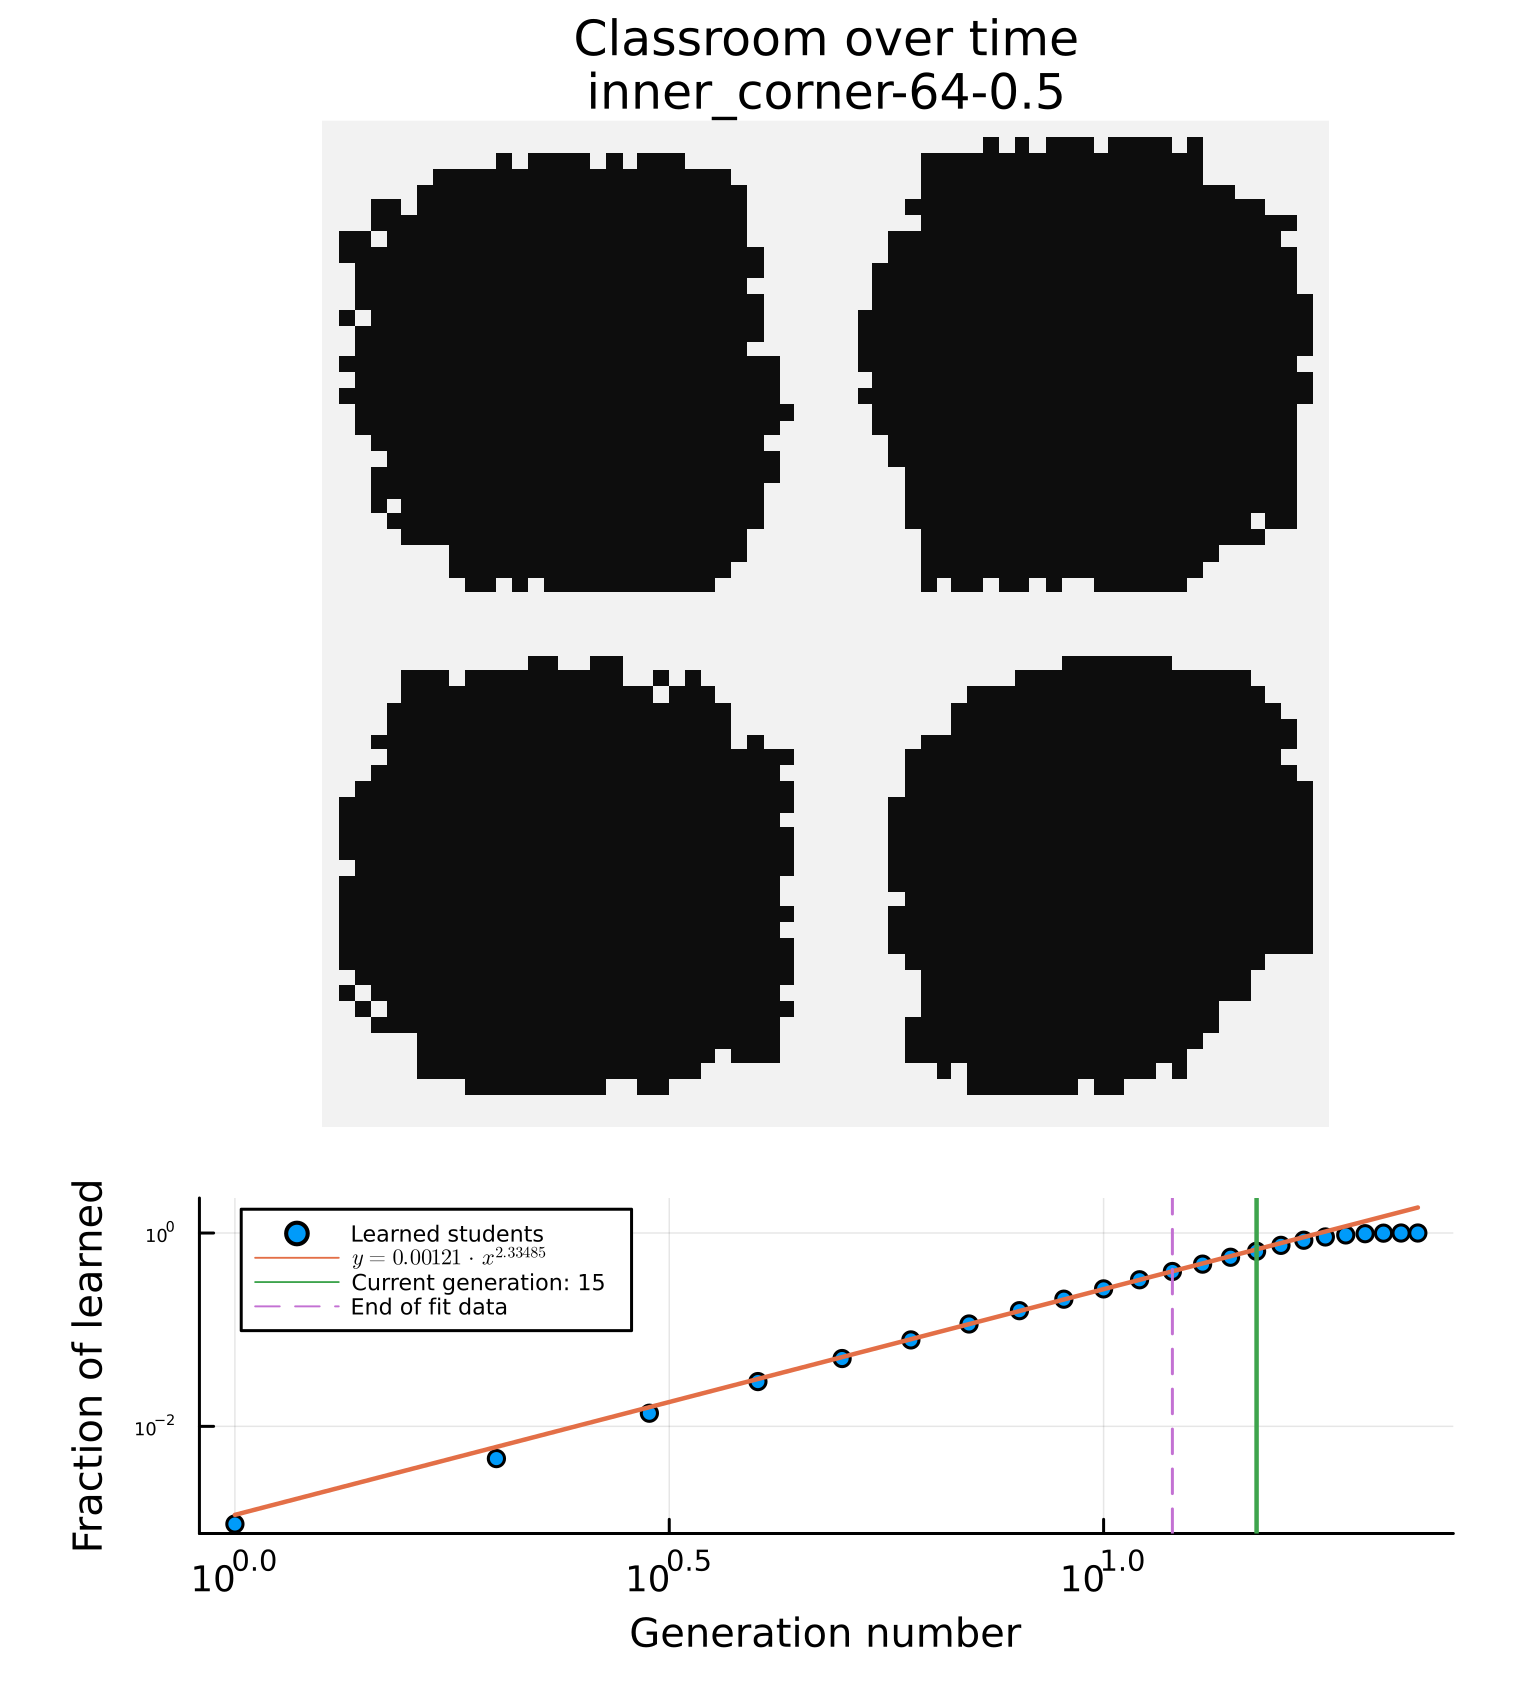 Classroom over time
inner_corner-64-0.5
Fraction of learned
10^0
10^-2
Learned students
y = 0.00121 · x^2.33485
Current generation: 15
End of fit data
10^0.0
10^0.5
10^1.0
Generation number